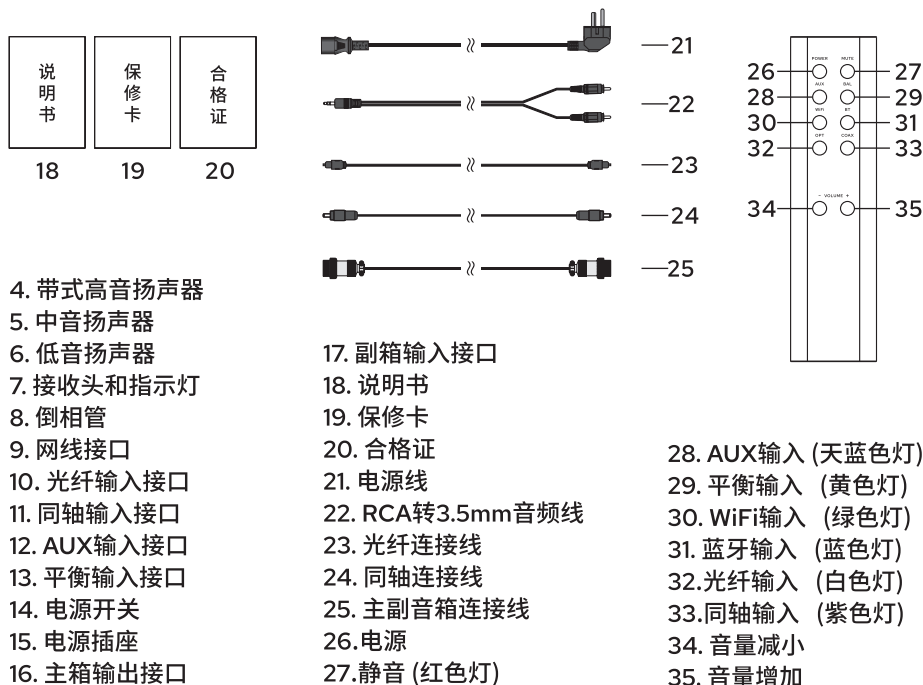 说明书
保修卡
合格证
18
19
20
21
22
23
24
25
POWER MUTE
26 27
AUX BAL
28 29
WiFi BT
30 31
OPT COAX
32 33
− VOLUME +
34 35
4. 带式高音扬声器
5. 中音扬声器
6. 低音扬声器
7. 接收头和指示灯
8. 倒相管
9. 网线接口
10. 光纤输入接口
11. 同轴输入接口
12. AUX输入接口
13. 平衡输入接口
14. 电源开关
15. 电源插座
16. 主箱输出接口
17. 副箱输入接口
18. 说明书
19. 保修卡
20. 合格证
21. 电源线
22. RCA转3.5mm音频线
23. 光纤连接线
24. 同轴连接线
25. 主副音箱连接线
26.电源
27.静音 (红色灯)
28. AUX输入 (天蓝色灯)
29. 平衡输入 (黄色灯)
30. WiFi输入 (绿色灯)
31. 蓝牙输入 (蓝色灯)
32.光纤输入 (白色灯)
33.同轴输入 (紫色灯)
34. 音量减小
35. 音量增加